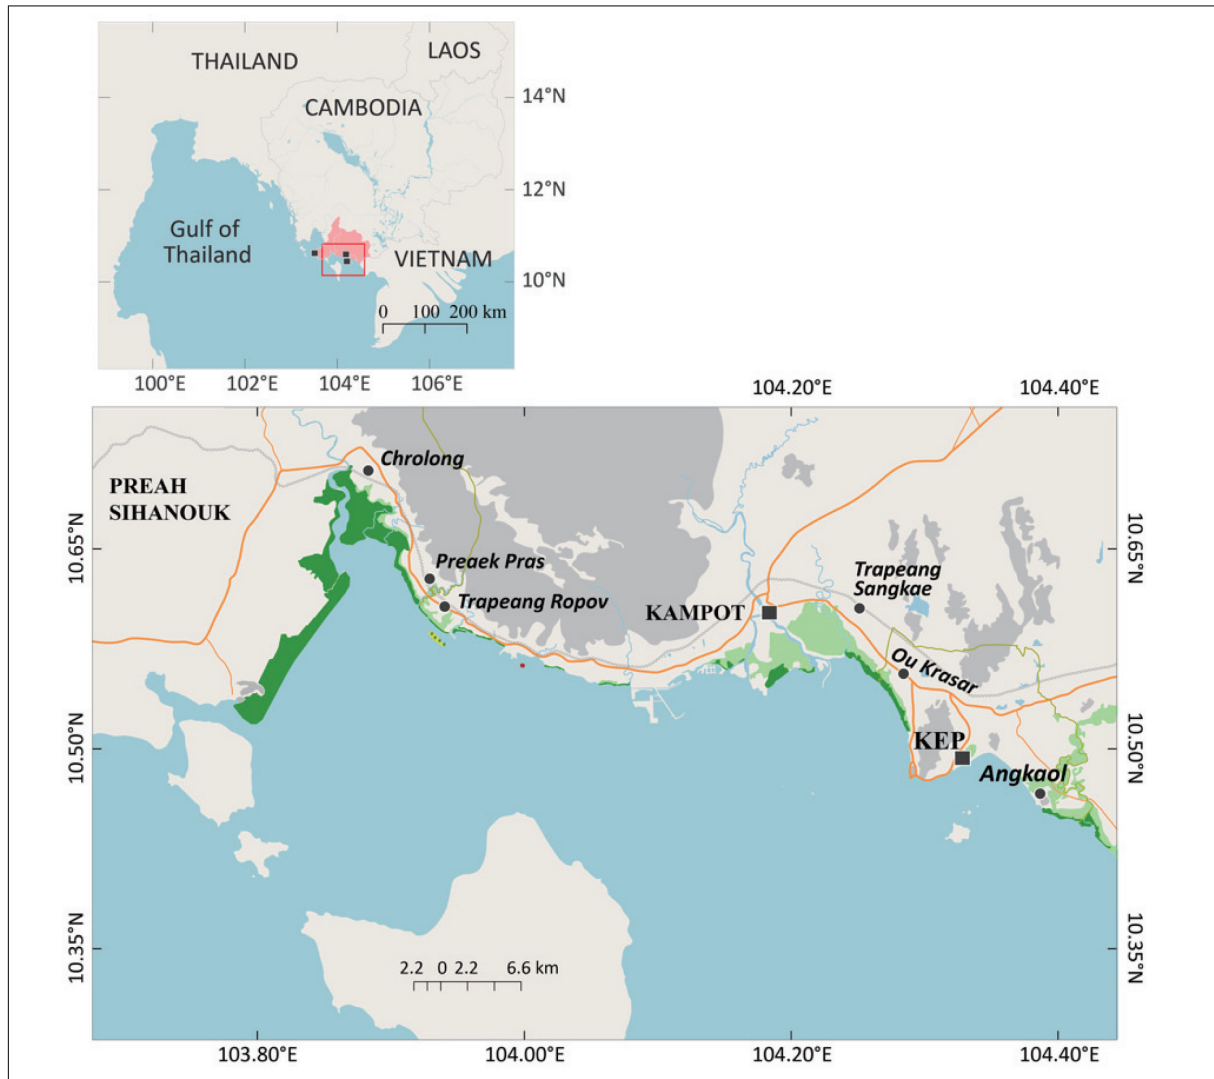 THAILAND
LAOS
CAMBODIA
14°N
12°N
Gulf of
Thailand
VIETNAM
10°N
0 100 200 km
100°E 102°E 104°E 106°E
104.20°E 104.40°E
Chrolong
PREAH
SIHANOUK
10.65°N
10.65°N
Preaek Pras
Trapeang
Sangkae
Trapeang Ropov
KAMPOT
Ou Krasar
10.50°N
KEP
10.50°N
Angkaol
10.35°N
2.2 0 2.2 6.6 km
10.35°N
103.80°E 104.00°E 104.20°E 104.40°E